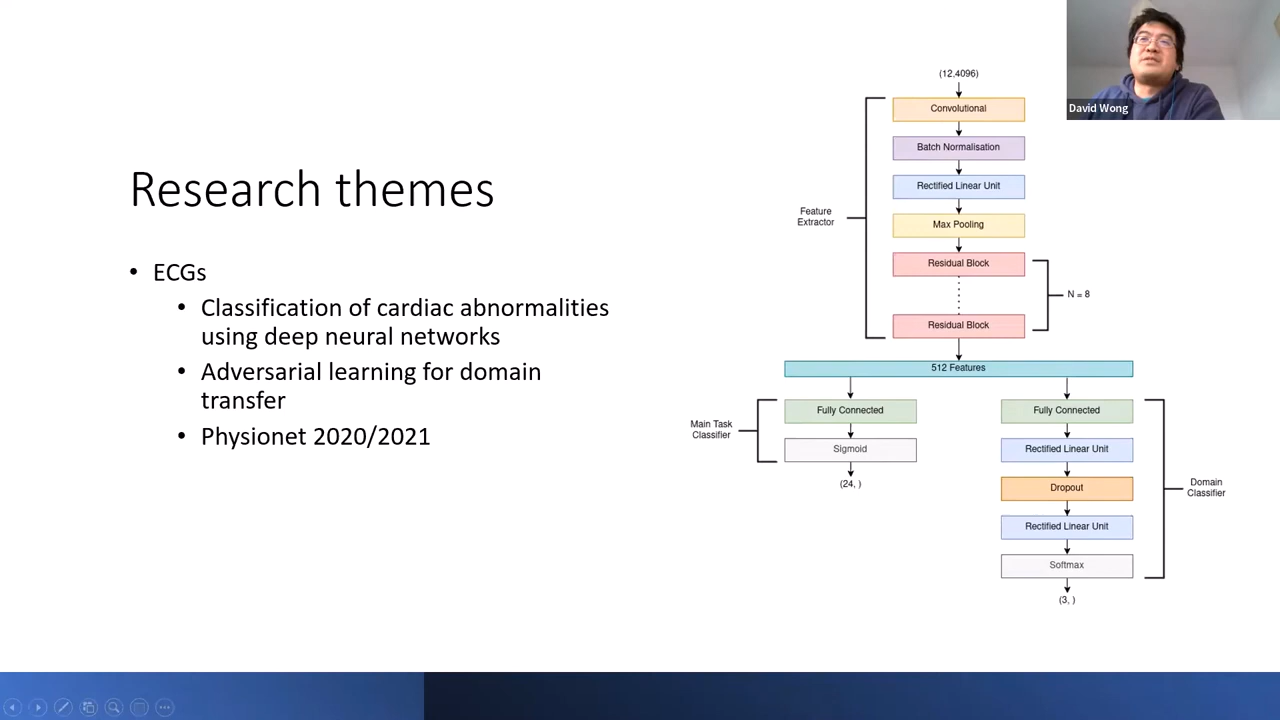 Research themes
• ECGs
• Classification of cardiac abnormalities
using deep neural networks
• Adversarial learning for domain
transfer
• Physionet 2020/2021
(12,4096)
Convolutional
Batch Normalisation
Rectified Linear Unit
Max Pooling
Residual Block
Residual Block
Feature
Extractor
N = 8
512 Features
Main Task
Classifier
Fully Connected
Sigmoid
(24, )
Fully Connected
Rectified Linear Unit
Dropout
Rectified Linear Unit
Softmax
(3, )
Domain
Classifier
David Wong